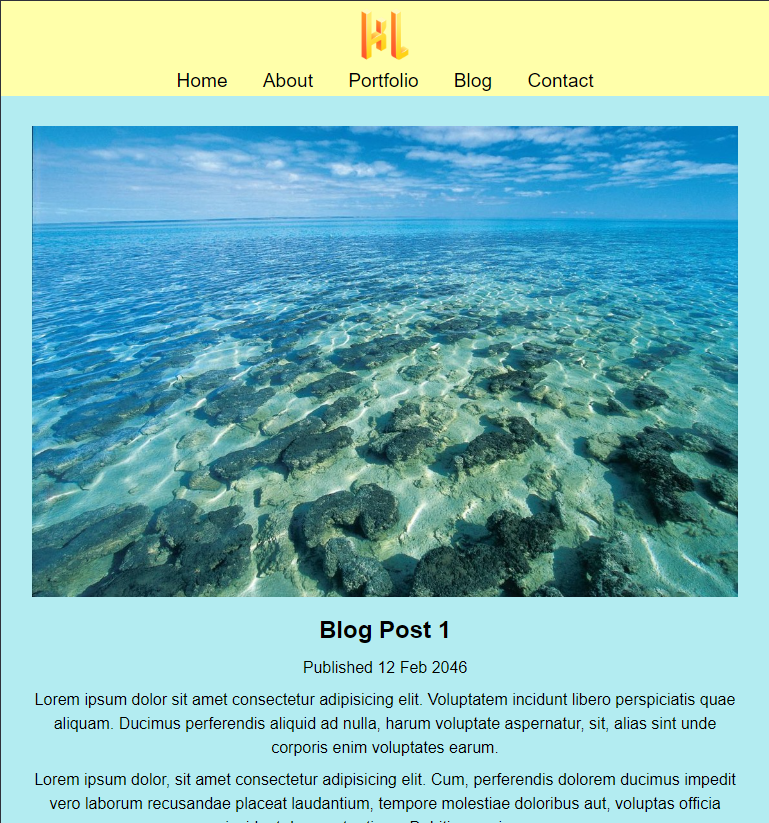 HL
Home About Portfolio Blog Contact
Blog Post 1
Published 12 Feb 2046
Lorem ipsum dolor sit amet consectetur adipisicing elit. Voluptatem incidunt libero perspiciatis quae
aliquam. Ducimus perferendis aliquid ad nulla, harum voluptate aspernatur, sit, alias sint unde
corporis enim voluptates earum.
Lorem ipsum dolor, sit amet consectetur adipisicing elit. Cum, perferendis dolorem ducimus impedit
vero laborum recusandae placeat laudantium, tempore molestiae doloribus aut, voluptas officia